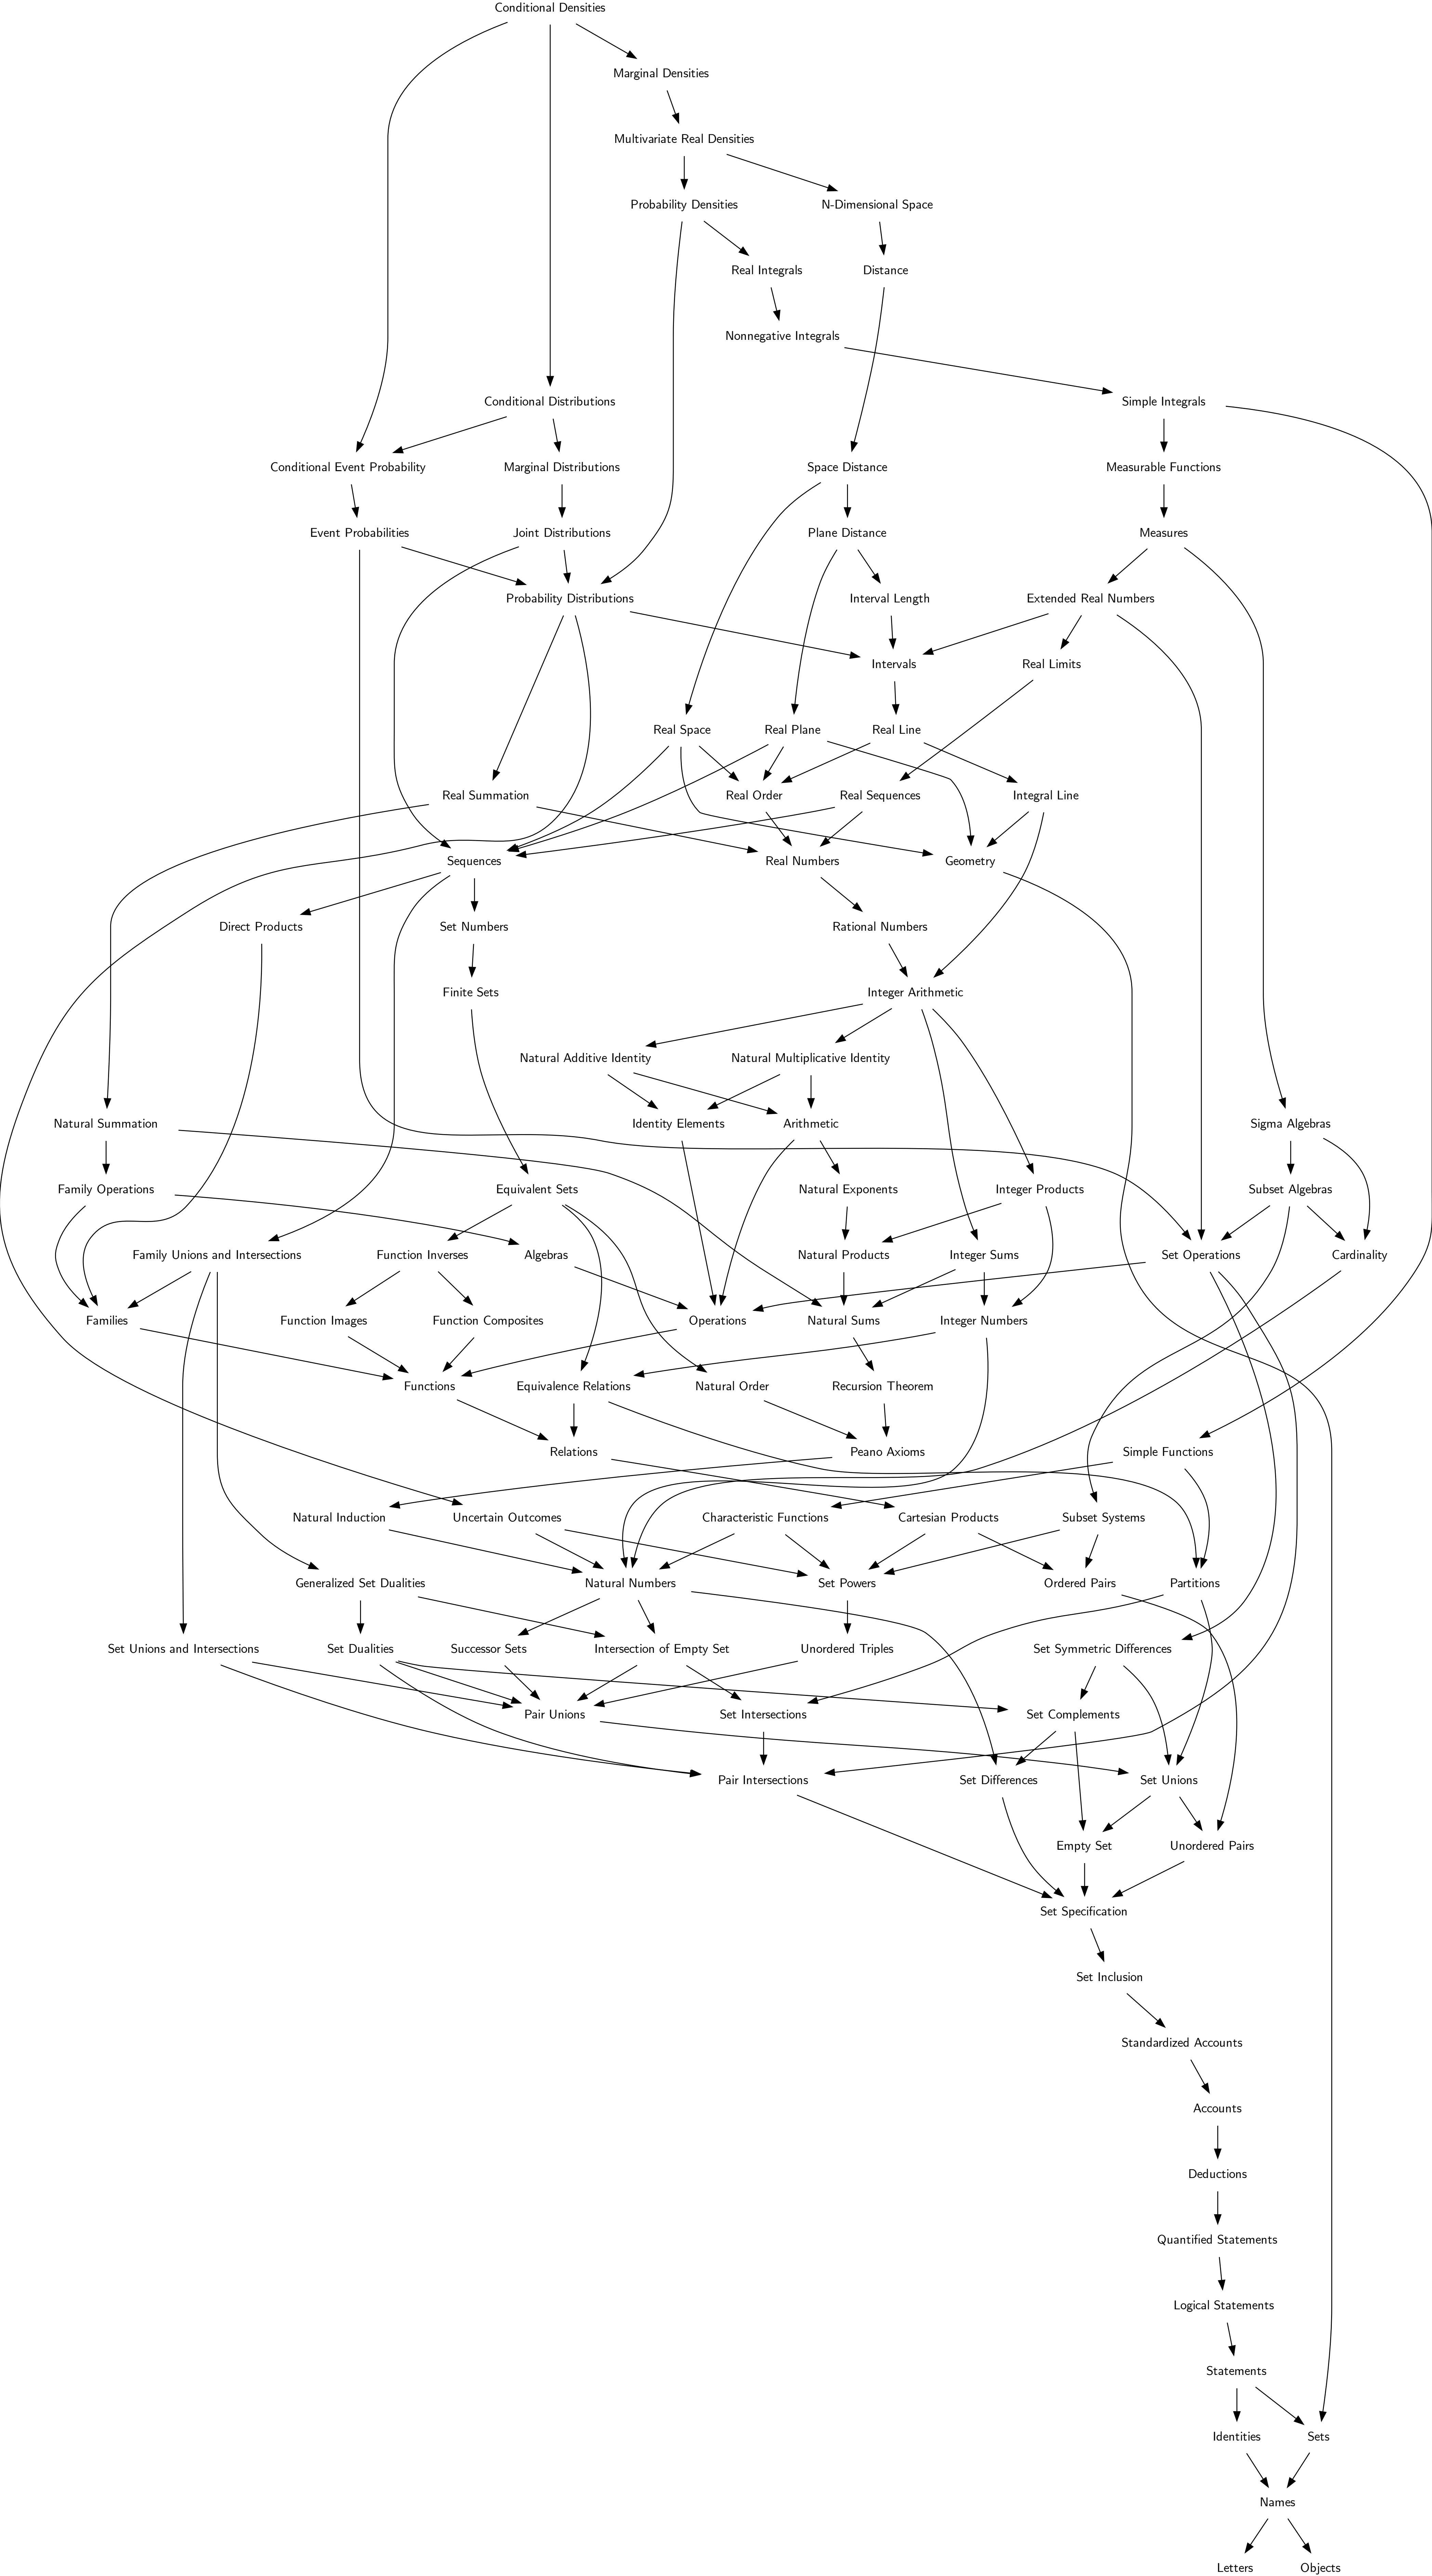 Conditional Densities
Marginal Densities
Multivariate Real Densities
Probability Densities
N-Dimensional Space
Real Integrals
Distance
Nonnegative Integrals
Conditional Distributions
Simple Integrals
Conditional Event Probability
Marginal Distributions
Space Distance
Measurable Functions
Event Probabilities
Joint Distributions
Plane Distance
Measures
Probability Distributions
Interval Length
Extended Real Numbers
Intervals
Real Limits
Real Space
Real Plane
Real Line
Real Summation
Real Order
Real Sequences
Integral Line
Sequences
Real Numbers
Geometry
Direct Products
Set Numbers
Rational Numbers
Finite Sets
Integer Arithmetic
Natural Additive Identity
Natural Multiplicative Identity
Natural Summation
Identity Elements
Arithmetic
Sigma Algebras
Family Operations
Equivalent Sets
Natural Exponents
Integer Products
Subset Algebras
Family Unions and Intersections
Function Inverses
Algebras
Natural Products
Integer Sums
Set Operations
Cardinality
Families
Function Images
Function Composites
Operations
Natural Sums
Integer Numbers
Functions
Equivalence Relations
Natural Order
Recursion Theorem
Relations
Peano Axioms
Simple Functions
Natural Induction
Uncertain Outcomes
Characteristic Functions
Cartesian Products
Subset Systems
Generalized Set Dualities
Natural Numbers
Set Powers
Ordered Pairs
Partitions
Set Unions and Intersections
Set Dualities
Successor Sets
Intersection of Empty Set
Unordered Triples
Set Symmetric Differences
Pair Unions
Set Intersections
Set Complements
Pair Intersections
Set Differences
Set Unions
Empty Set
Unordered Pairs
Set Specification
Set Inclusion
Standardized Accounts
Accounts
Deductions
Quantified Statements
Logical Statements
Statements
Identities
Sets
Names
Letters
Objects